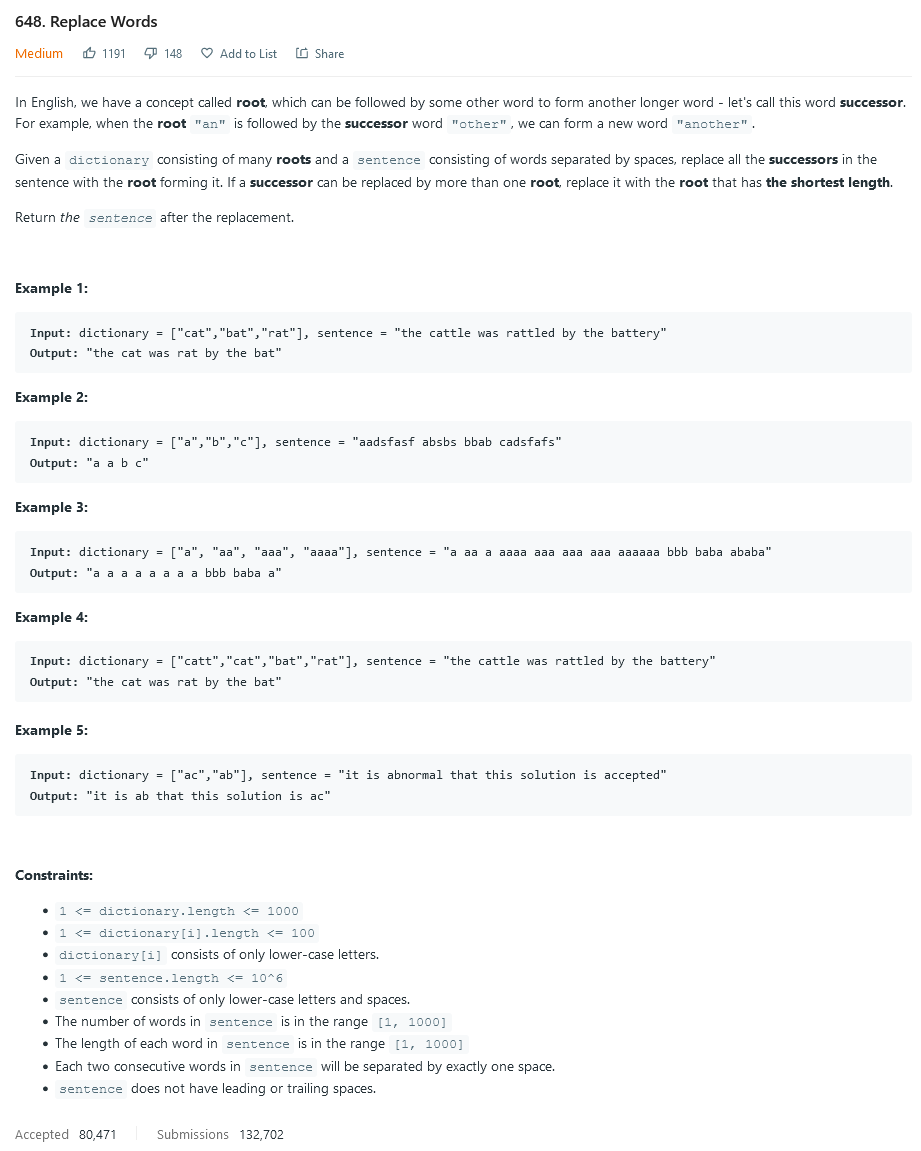 648. Replace Words
Medium 1191 148 Add to List Share
In English, we have a concept called root, which can be followed by some other word to form another longer word - let's call this word successor.
For example, when the root "an" is followed by the successor word "other", we can form a new word "another".
Given a dictionary consisting of many roots and a sentence consisting of words separated by spaces, replace all the successors in the
sentence with the root forming it. If a successor can be replaced by more than one root, replace it with the root that has the shortest length.
Return the sentence after the replacement.
Example 1:
Input: dictionary = ["cat","bat","rat"], sentence = "the cattle was rattled by the battery"
Output: "the cat was rat by the bat"
Example 2:
Input: dictionary = ["a","b","c"], sentence = "aadsfasf absbs bbab cadsfafs"
Output: "a a b c"
Example 3:
Input: dictionary = ["a", "aa", "aaa", "aaaa"], sentence = "a aa a aaaa aaa aaa aaa aaaaaa bbb baba ababa"
Output: "a a a a a a a a bbb baba a"
Example 4:
Input: dictionary = ["catt","cat","bat","rat"], sentence = "the cattle was rattled by the battery"
Output: "the cat was rat by the bat"
Example 5:
Input: dictionary = ["ac","ab"], sentence = "it is abnormal that this solution is accepted"
Output: "it is ab that this solution is ac"
Constraints:
• 1 <= dictionary.length <= 1000
• 1 <= dictionary[i].length <= 100
• dictionary[i] consists of only lower-case letters.
• 1 <= sentence.length <= 10^6
• sentence consists of only lower-case letters and spaces.
• The number of words in sentence is in the range [1, 1000]
• The length of each word in sentence is in the range [1, 1000]
• Each two consecutive words in sentence will be separated by exactly one space.
• sentence does not have leading or trailing spaces.
Accepted 80,471 Submissions 132,702